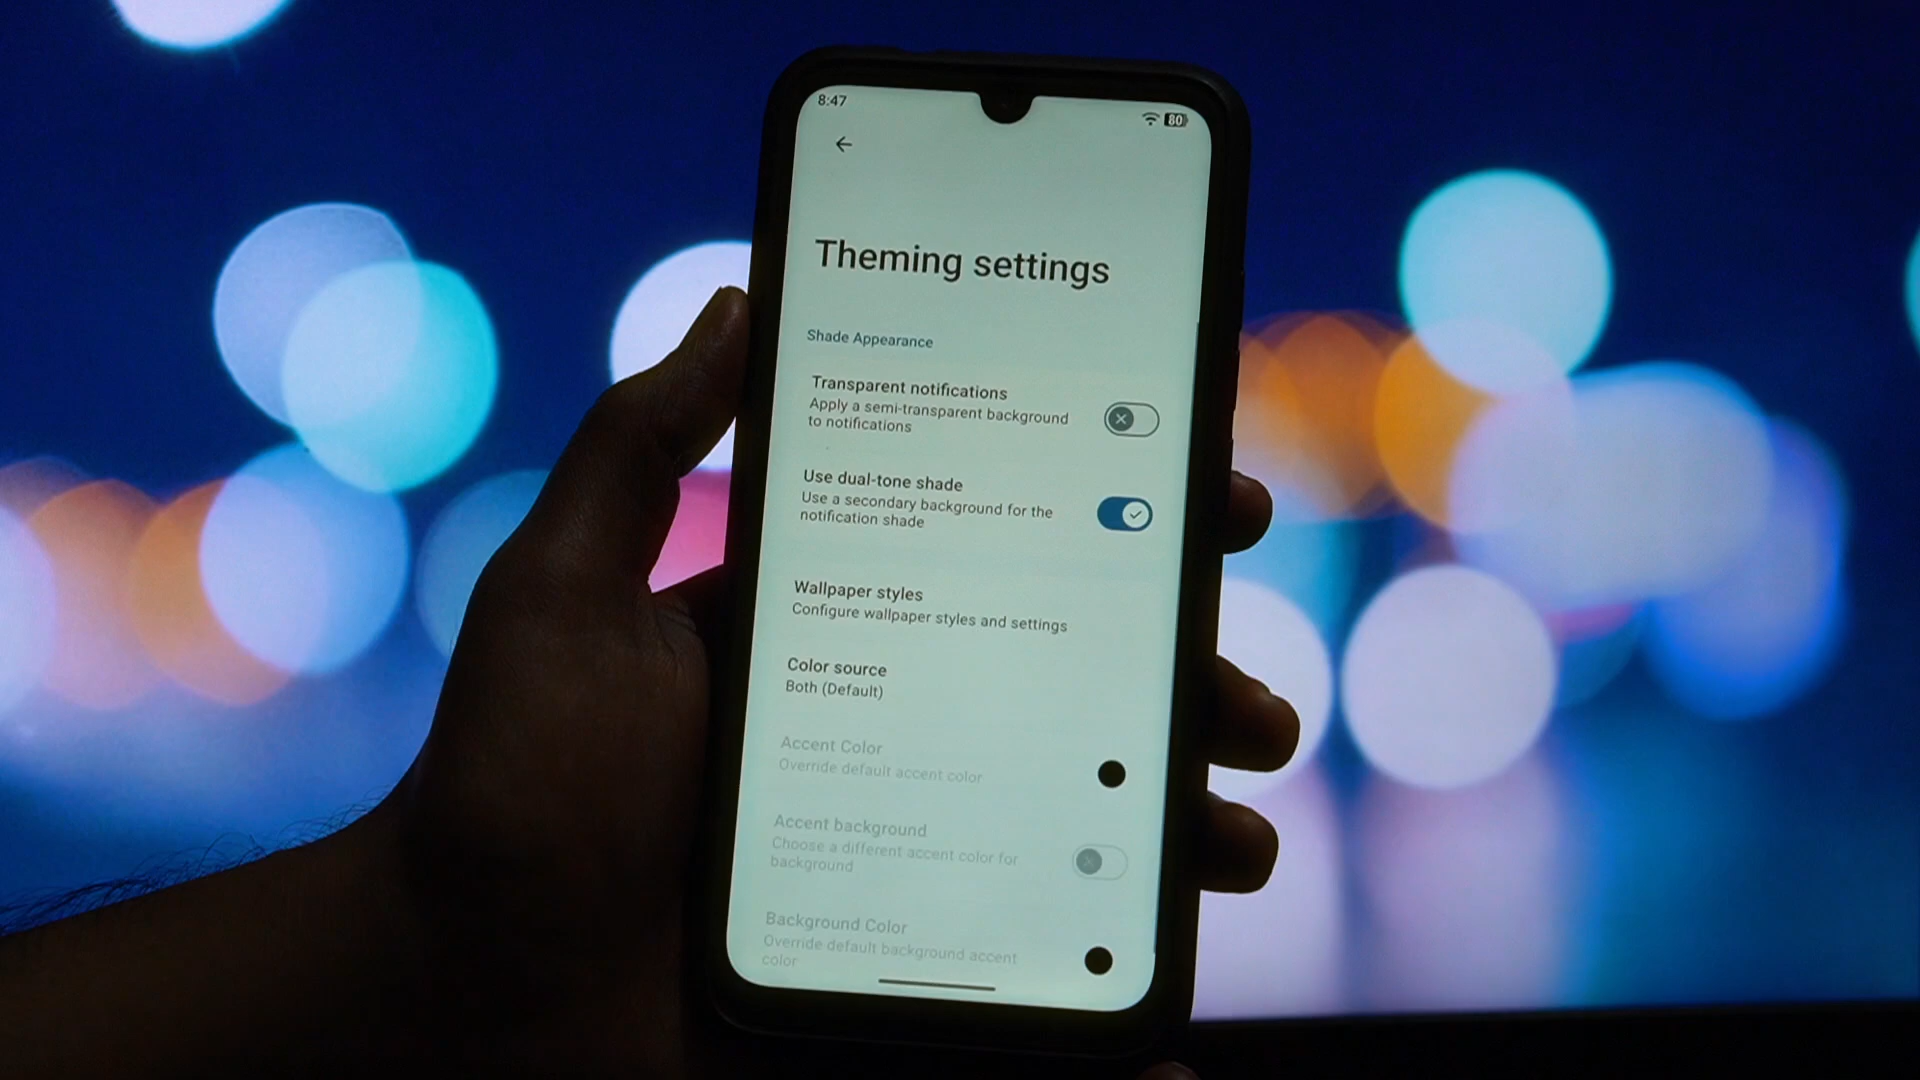 8:47
80
Theming settings
Shade Appearance
Transparent notifications
Apply a semi-transparent background
to notifications
Use dual-tone shade
Use a secondary background for the
notification shade
Wallpaper styles
Configure wallpaper styles and settings
Color source
Both (Default)
Accent Color
Override default accent color
Accent background
Choose a different accent color for
background
Background Color
Override default background accent
color